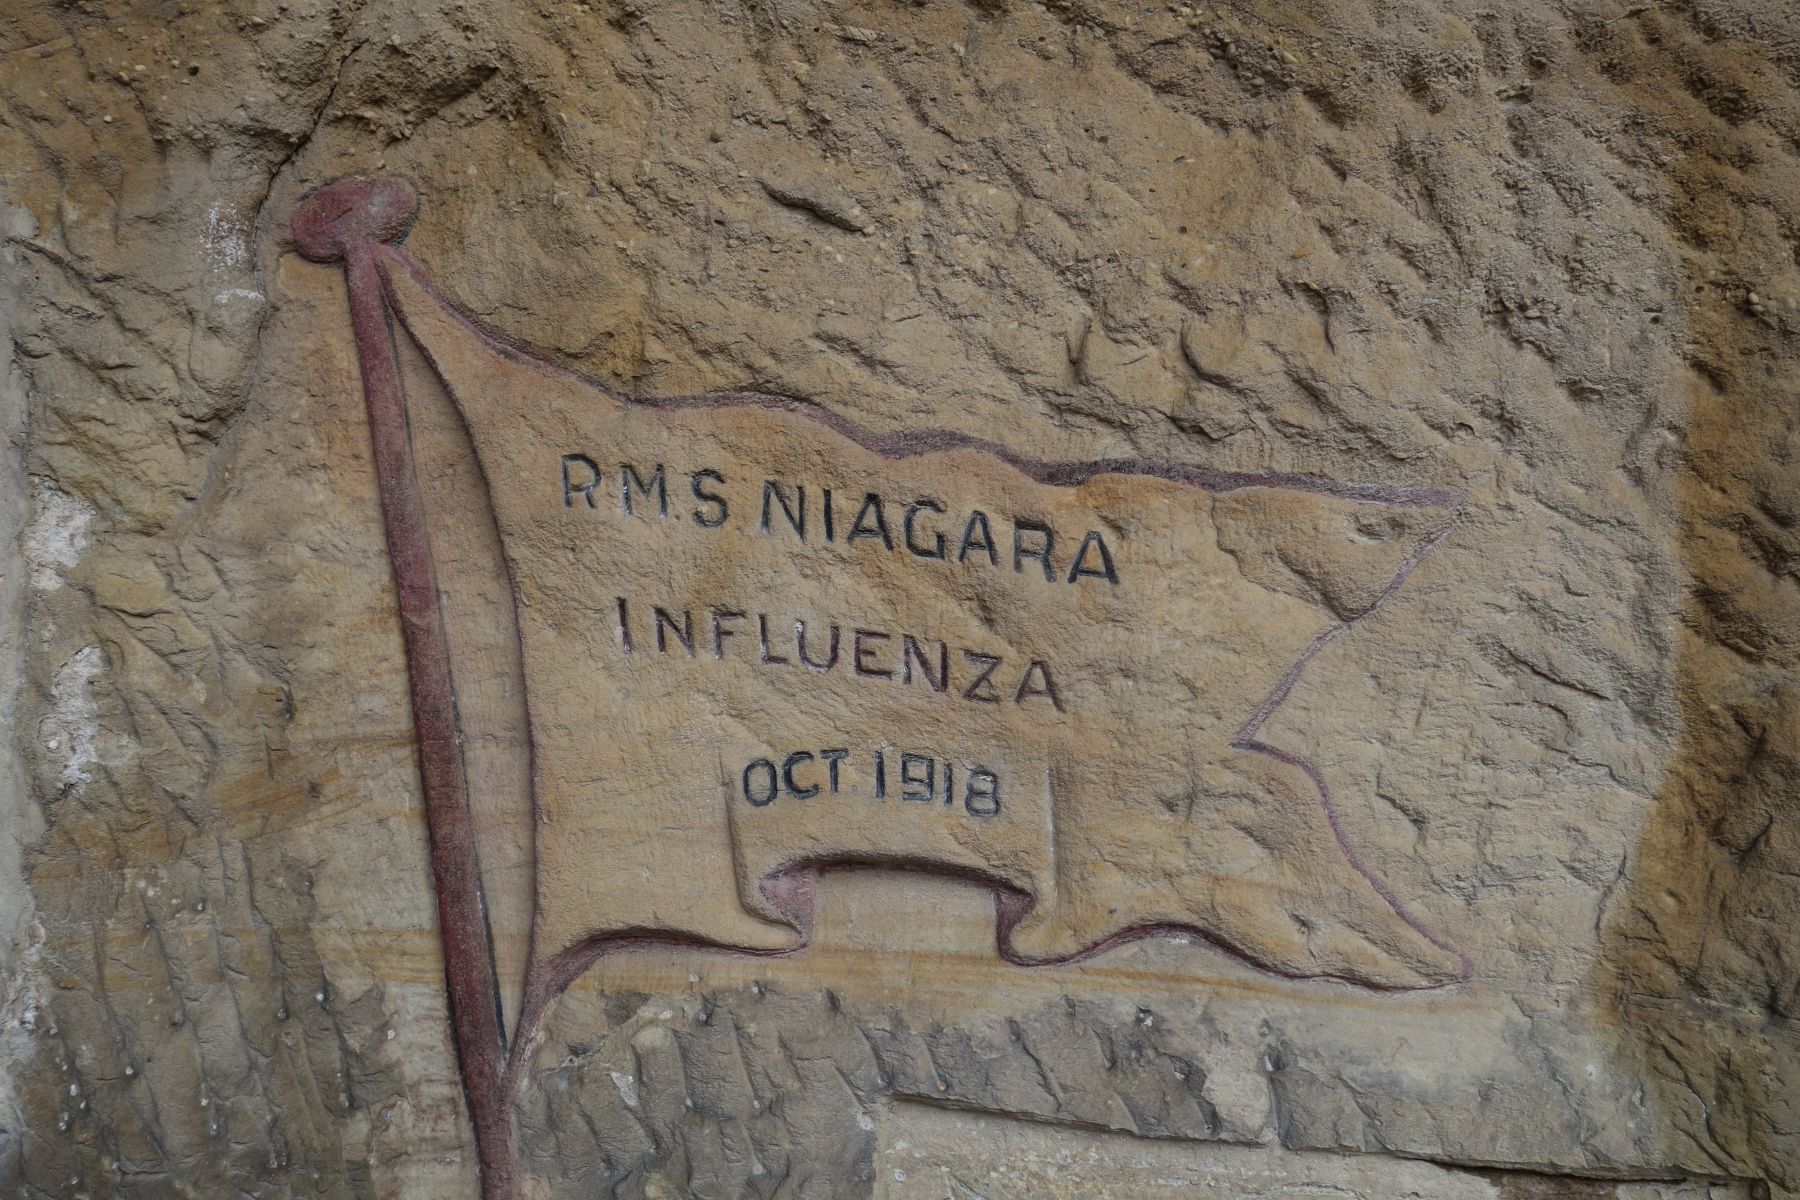 R.M.S. NIAGARA
INFLUENZA
OCT. 1918